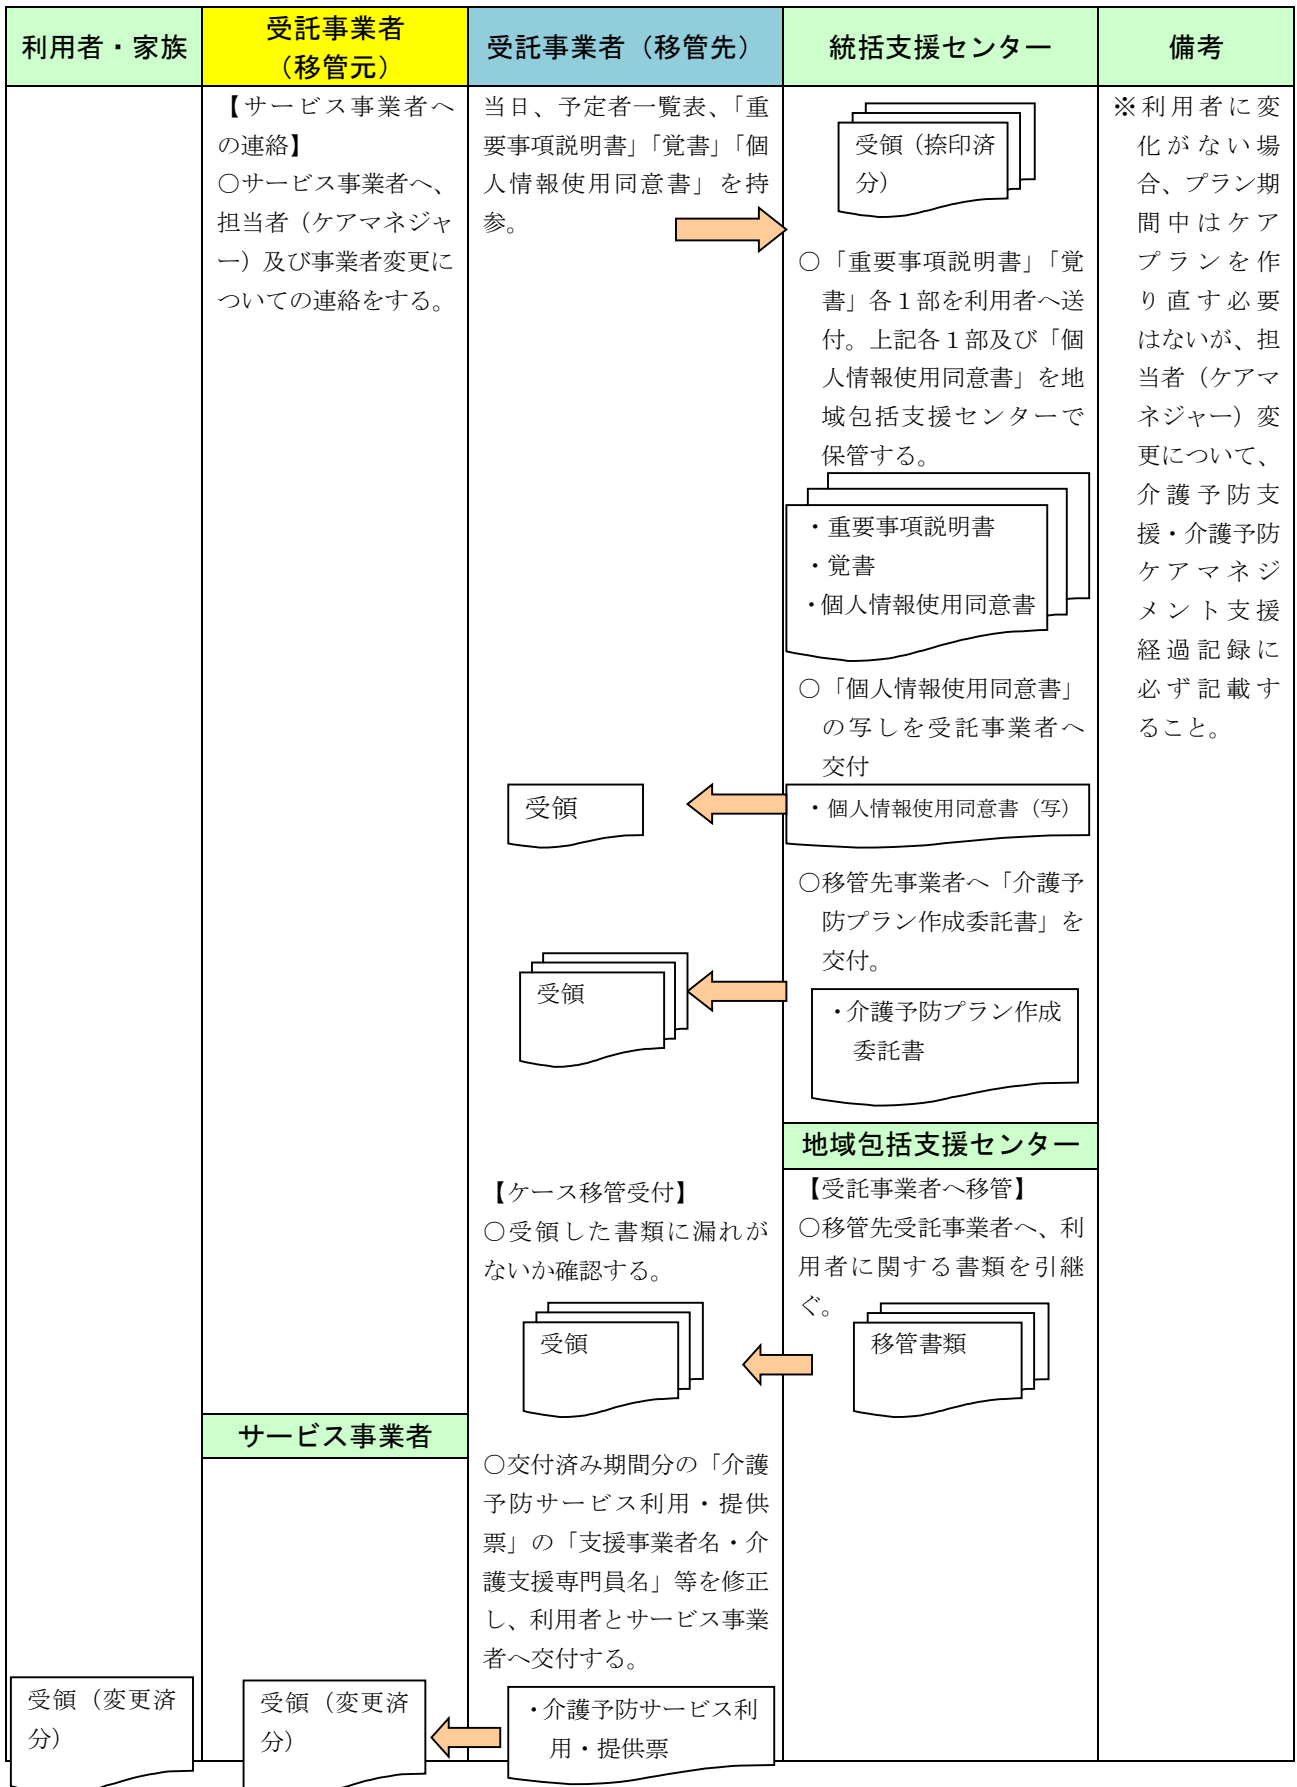 利用者・家族
受託事業者
（移管元）
受託事業者（移管先）
統括支援センター
備考
【サービス事業者へ
の連絡】
〇サービス事業者へ、
担当者（ケアマネジャ
ー）及び事業者変更に
ついての連絡をする。
当日、予定者一覧表、「重
要事項説明書」「覚書」「個
人情報使用同意書」を持
参。
受領（捺印済
分）
〇「重要事項説明書」「覚
書」各１部を利用者へ送
付。上記各１部及び「個
人情報使用同意書」を地
域包括支援センターで
保管する。
・重要事項説明書
・覚書
・個人情報使用同意書
〇「個人情報使用同意書」
の写しを受託事業者へ
交付
受領
・個人情報使用同意書（写）
〇移管先事業者へ「介護予
防プラン作成委託書」を
交付。
受領
・介護予防プラン作成
委託書
※利用者に変
化がない場
合、プラン期
間中はケア
プランを作
り直す必要
はないが、担
当者（ケアマ
ネジャー）変
更について、
介護予防支
援・介護予防
ケアマネジ
メント支援
経過記録に
必ず記載す
ること。
地域包括支援センター
【ケース移管受付】
〇受領した書類に漏れが
ないか確認する。
受領
【受託事業者へ移管】
〇移管先受託事業者へ、利
用者に関する書類を引継
ぐ。
移管書類
サービス事業者
〇交付済み期間分の「介護
予防サービス利用・提供
票」の「支援事業者名・介
護支援専門員名」等を修正
し、利用者とサービス事業
者へ交付する。
受領（変更済
分）
受領（変更済
分）
・介護予防サービス利
用・提供票